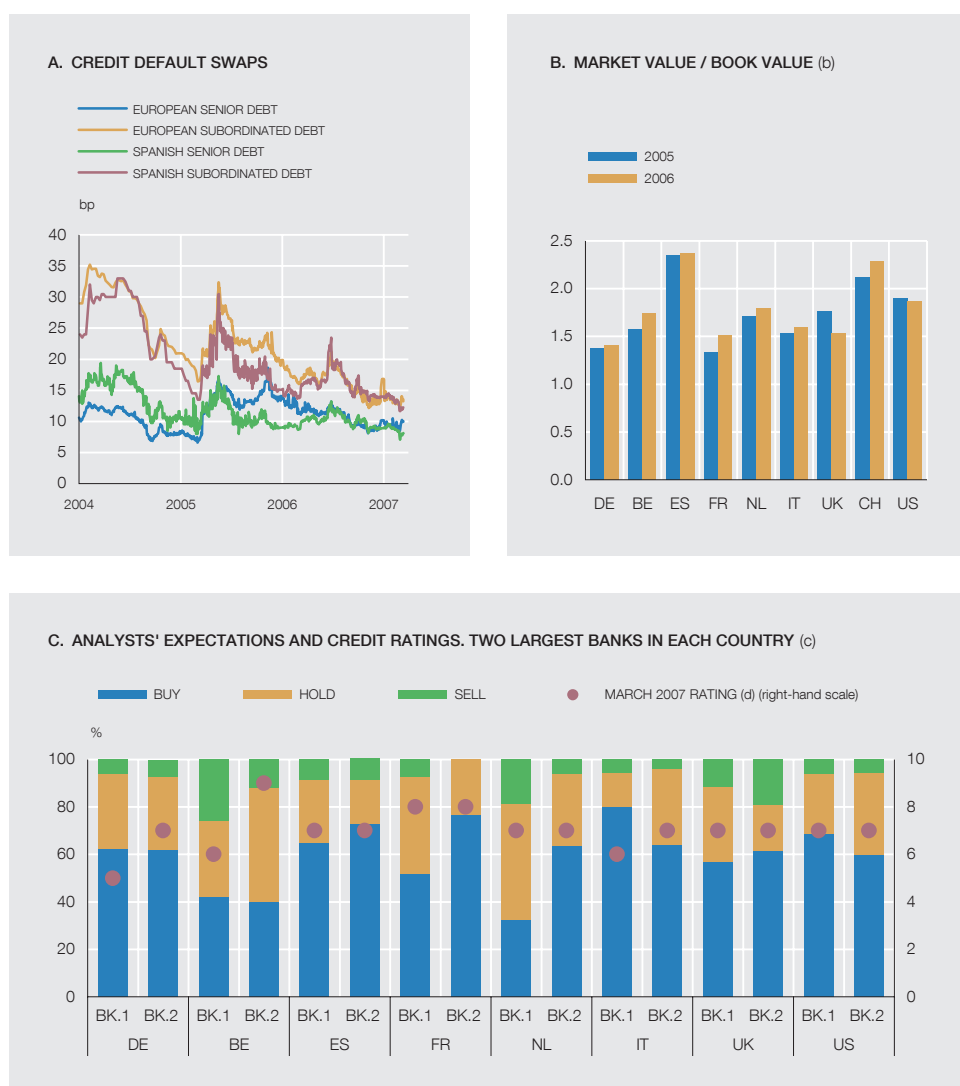 A. CREDIT DEFAULT SWAPS
EUROPEAN SENIOR DEBT
EUROPEAN SUBORDINATED DEBT
SPANISH SENIOR DEBT
SPANISH SUBORDINATED DEBT
bp
40
35
30
25
20
15
10
5
0
2004 2005 2006 2007
B. MARKET VALUE / BOOK VALUE (b)
2005
2006
2.5
2.0
1.5
1.0
0.5
0.0
DE BE ES FR NL IT UK CH US
C. ANALYSTS' EXPECTATIONS AND CREDIT RATINGS. TWO LARGEST BANKS IN EACH COUNTRY (c)
BUY HOLD SELL MARCH 2007 RATING (d) (right-hand scale)
%
100 10
80 8
60 6
40 4
20 2
0 0
BK.1 BK.2 BK.1 BK.2 BK.1 BK.2 BK.1 BK.2 BK.1 BK.2 BK.1 BK.2 BK.1 BK.2 BK.1 BK.2
DE BE ES FR NL IT UK US